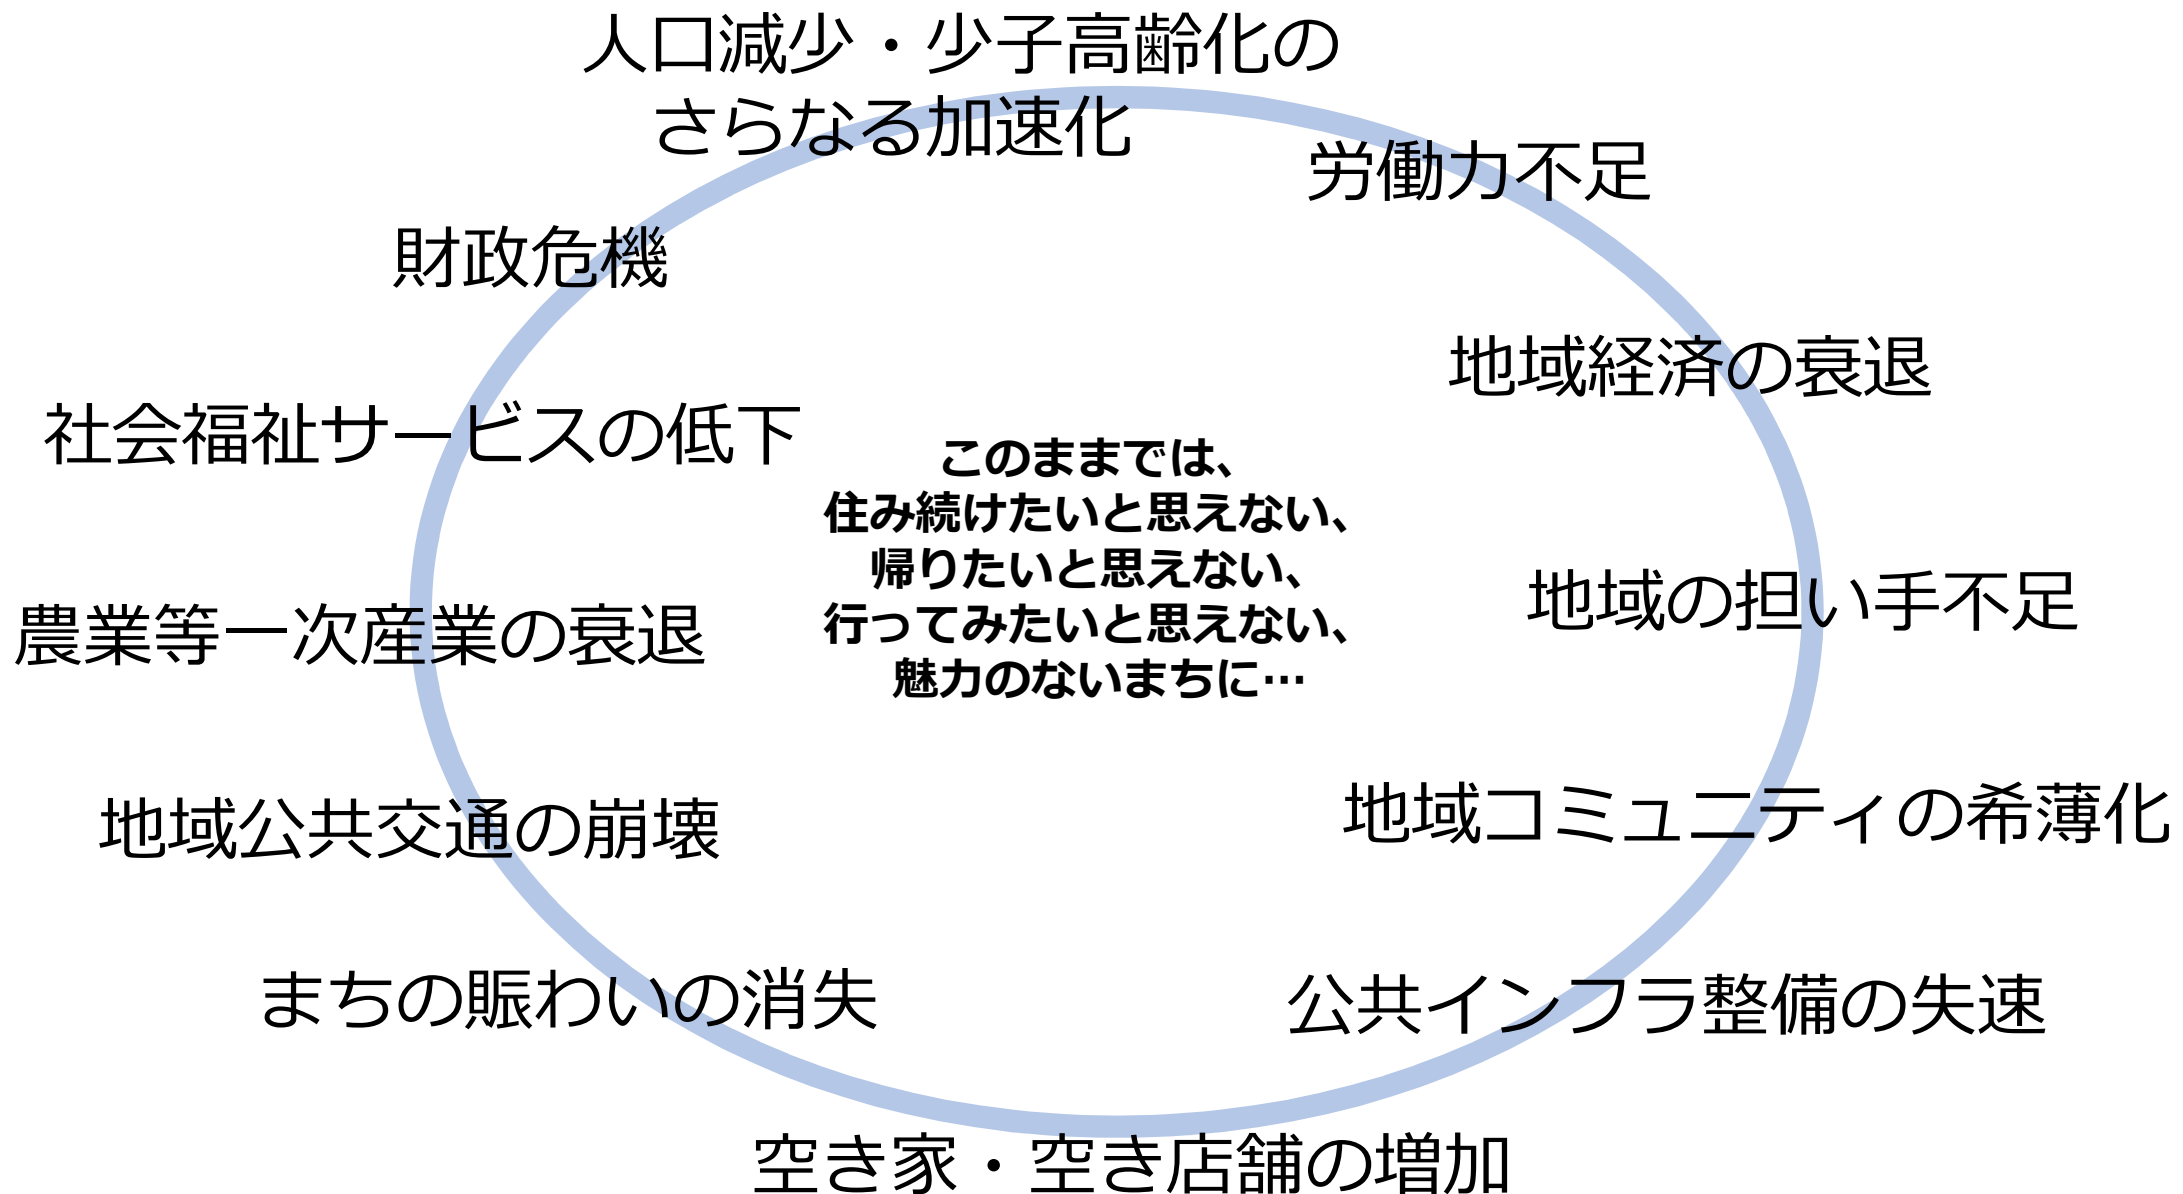 人口減少・少子高齢化の
さらなる加速化
労働力不足
財政危機
地域経済の衰退
社会福祉サービスの低下
このままでは、
住み続けたいと思えない、
帰りたいと思えない、
行ってみたいと思えない、
魅力のないまちに…
地域の担い手不足
農業等一次産業の衰退
地域コミュニティの希薄化
地域公共交通の崩壊
まちの賑わいの消失
公共インフラ整備の失速
空き家・空き店舗の増加